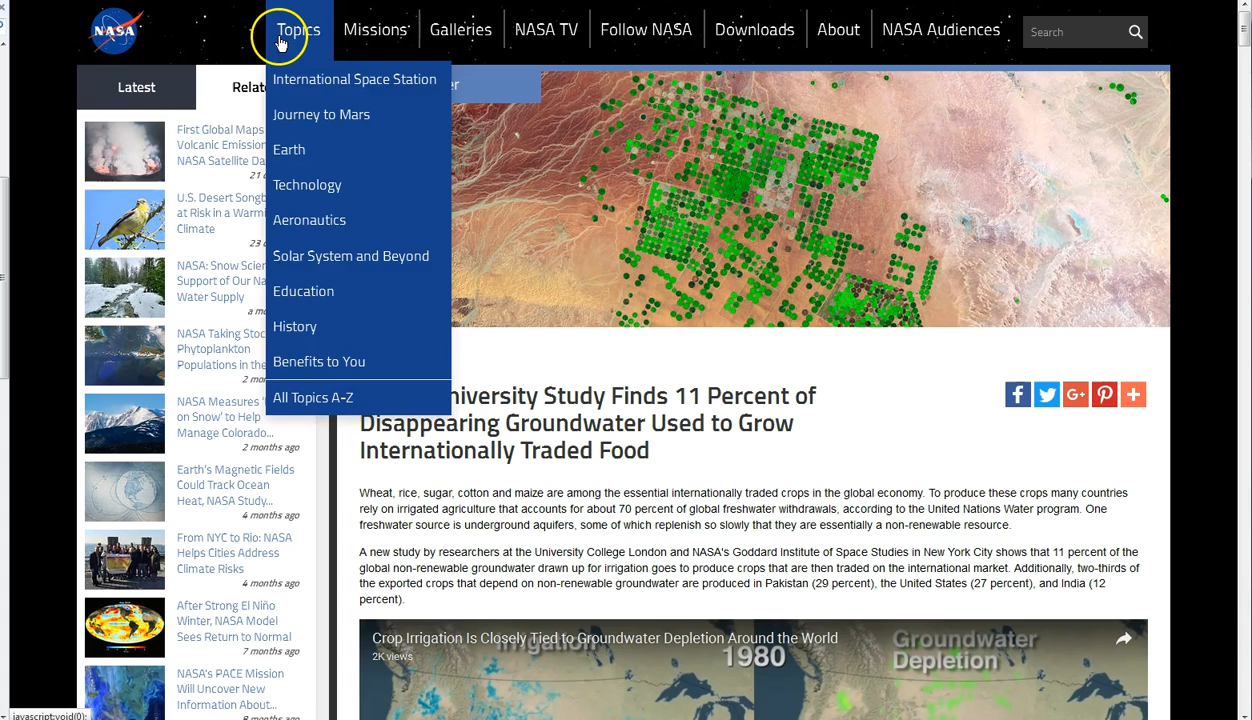 NASA
Topics
Missions
Galleries
NASA TV
Follow NASA
Downloads
About
NASA Audiences
Search
International Space Station
Journey to Mars
Earth
Technology
Aeronautics
Solar System and Beyond
Education
History
Benefits to You
All Topics A-Z
Latest
Relat
er
First Global Maps
Volcanic Emission
NASA Satellite Da
21 d
U.S. Desert Songb
at Risk in a Warm
Climate
23 d
NASA: Snow Scien
Support of Our Na
Water Supply
a mo
NASA Taking Stoc
Phytoplankton
Populations in the
2 mon
NASA Measures '
on Snow' to Help
Manage Colorado...
2 months ago
Earth's Magnetic Fields
Could Track Ocean
Heat, NASA Study...
4 months ago
From NYC to Rio: NASA
Helps Cities Address
Climate Risks
4 months ago
After Strong El Niño
Winter, NASA Model
Sees Return to Normal
7 months ago
NASA's PACE Mission
Will Uncover New
Information About...
8 months ago
niversity Study Finds 11 Percent of
Disappearing Groundwater Used to Grow
Internationally Traded Food
Wheat, rice, sugar, cotton and maize are among the essential internationally traded crops in the global economy. To produce these crops many countries
rely on irrigated agriculture that accounts for about 70 percent of global freshwater withdrawals, according to the United Nations Water program. One
freshwater source is underground aquifers, some of which replenish so slowly that they are essentially a non-renewable resource.
A new study by researchers at the University College London and NASA's Goddard Institute of Space Studies in New York City shows that 11 percent of the
global non-renewable groundwater drawn up for irrigation goes to produce crops that are then traded on the international market. Additionally, two-thirds of
the exported crops that depend on non-renewable groundwater are produced in Pakistan (29 percent), the United States (27 percent), and India (12
percent).
Crop Irrigation Is Closely Tied to Groundwater Depletion Around the World
2K views
Irrigation
1980
Groundwater
Depletion
javascript:void(0);